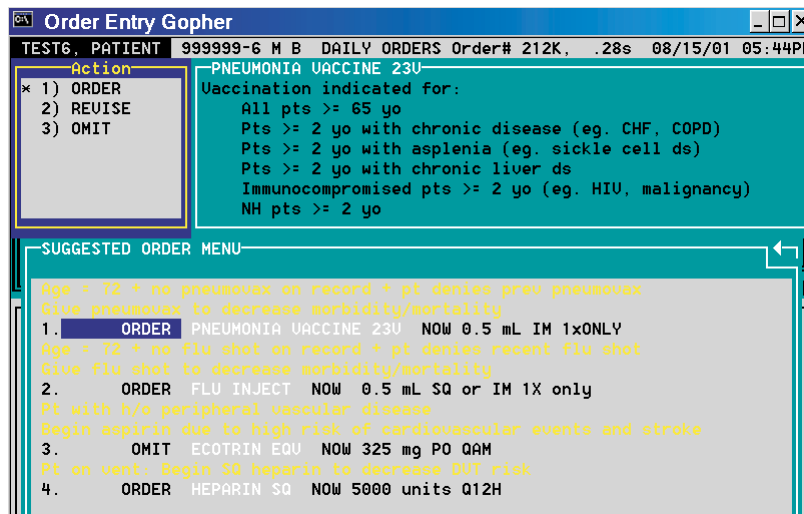 Order Entry Gopher
TEST6, PATIENT 999999-6 M B DAILY ORDERS Order# 212K, .28s 08/15/01 05:44P
Action
* 1) ORDER
2) REVISE
3) OMIT
PNEUMONIA VACCINE 23V
Vaccination indicated for:
All pts >= 65 yo
Pts >= 2 yo with chronic disease (eg. CHF, COPD)
Pts >= 2 yo with asplenia (eg. sickle cell ds)
Pts >= 2 yo with chronic liver ds
Immunocompromised pts >= 2 yo (eg. HIV, malignancy)
NH pts >= 2 yo
SUGGESTED ORDER MENU
Age = 72 + no pneumovax on record + pt denies prev pneumovax
Give pneumovax to decrease morbidity/mortality
1. ORDER PNEUMONIA VACCINE 23V NOW 0.5 mL IM 1xONLY
Age = 72 + no flu shot on record + pt denies recent flu shot
Give flu shot to decrease morbidity/mortality
2. ORDER FLU INJECT NOW 0.5 mL SQ or IM 1X only
Pt with h/o peripheral vascular disease
Begin aspirin due to high risk of cardiovascular events and stroke
3. OMIT ECOTRIN EQV NOW 325 mg PO QAM
Pt on vent: Begin SQ heparin to decrease DVT risk
4. ORDER HEPARIN SQ NOW 5000 units Q12H